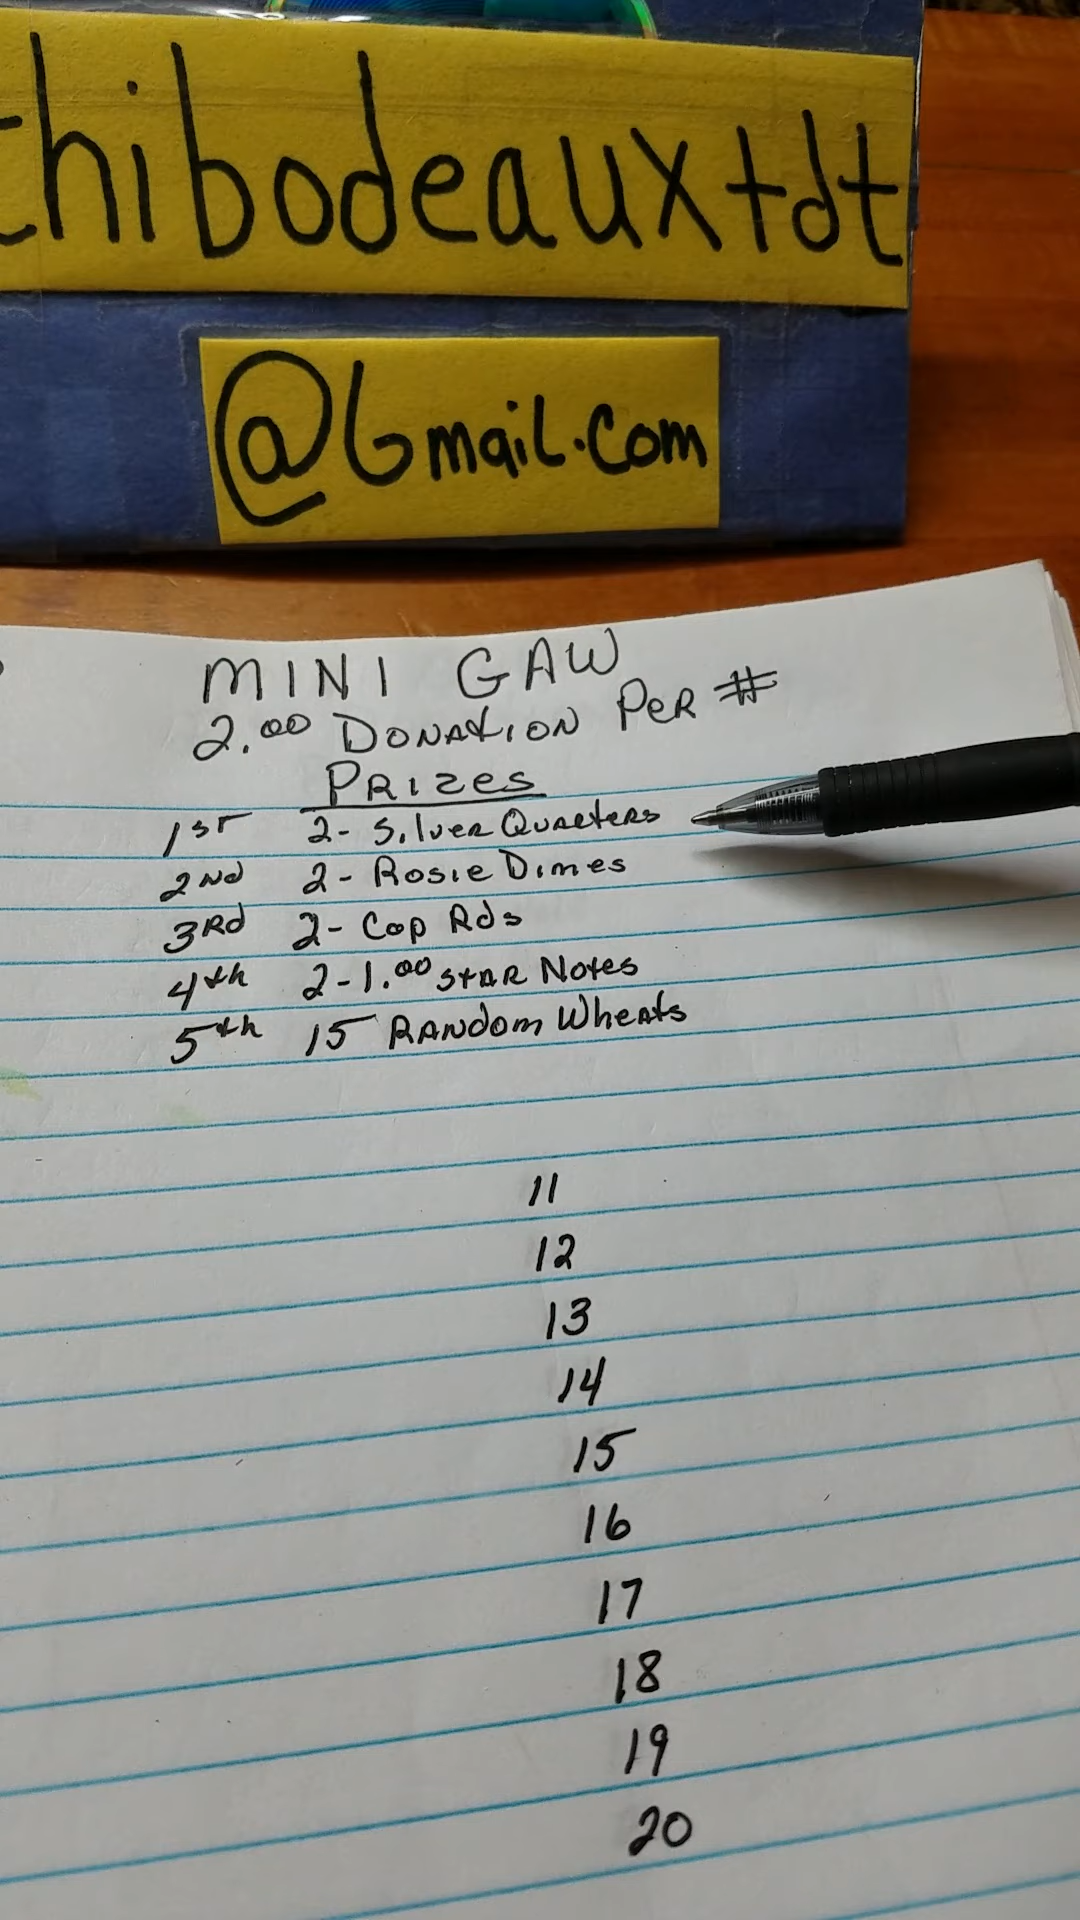 thibodeauxtdt
@Gmail.com
MINI GAW
2.00 DONATION PER #
PRIZES
1ST 2- Silver Quarters
2Nd 2- Rosie Dimes
3Rd 2- Cop Rds
4th 2-1.00 STAR Notes
5th 15 RANdom Wheats
11
12
13
14
15
16
17
18
19
20